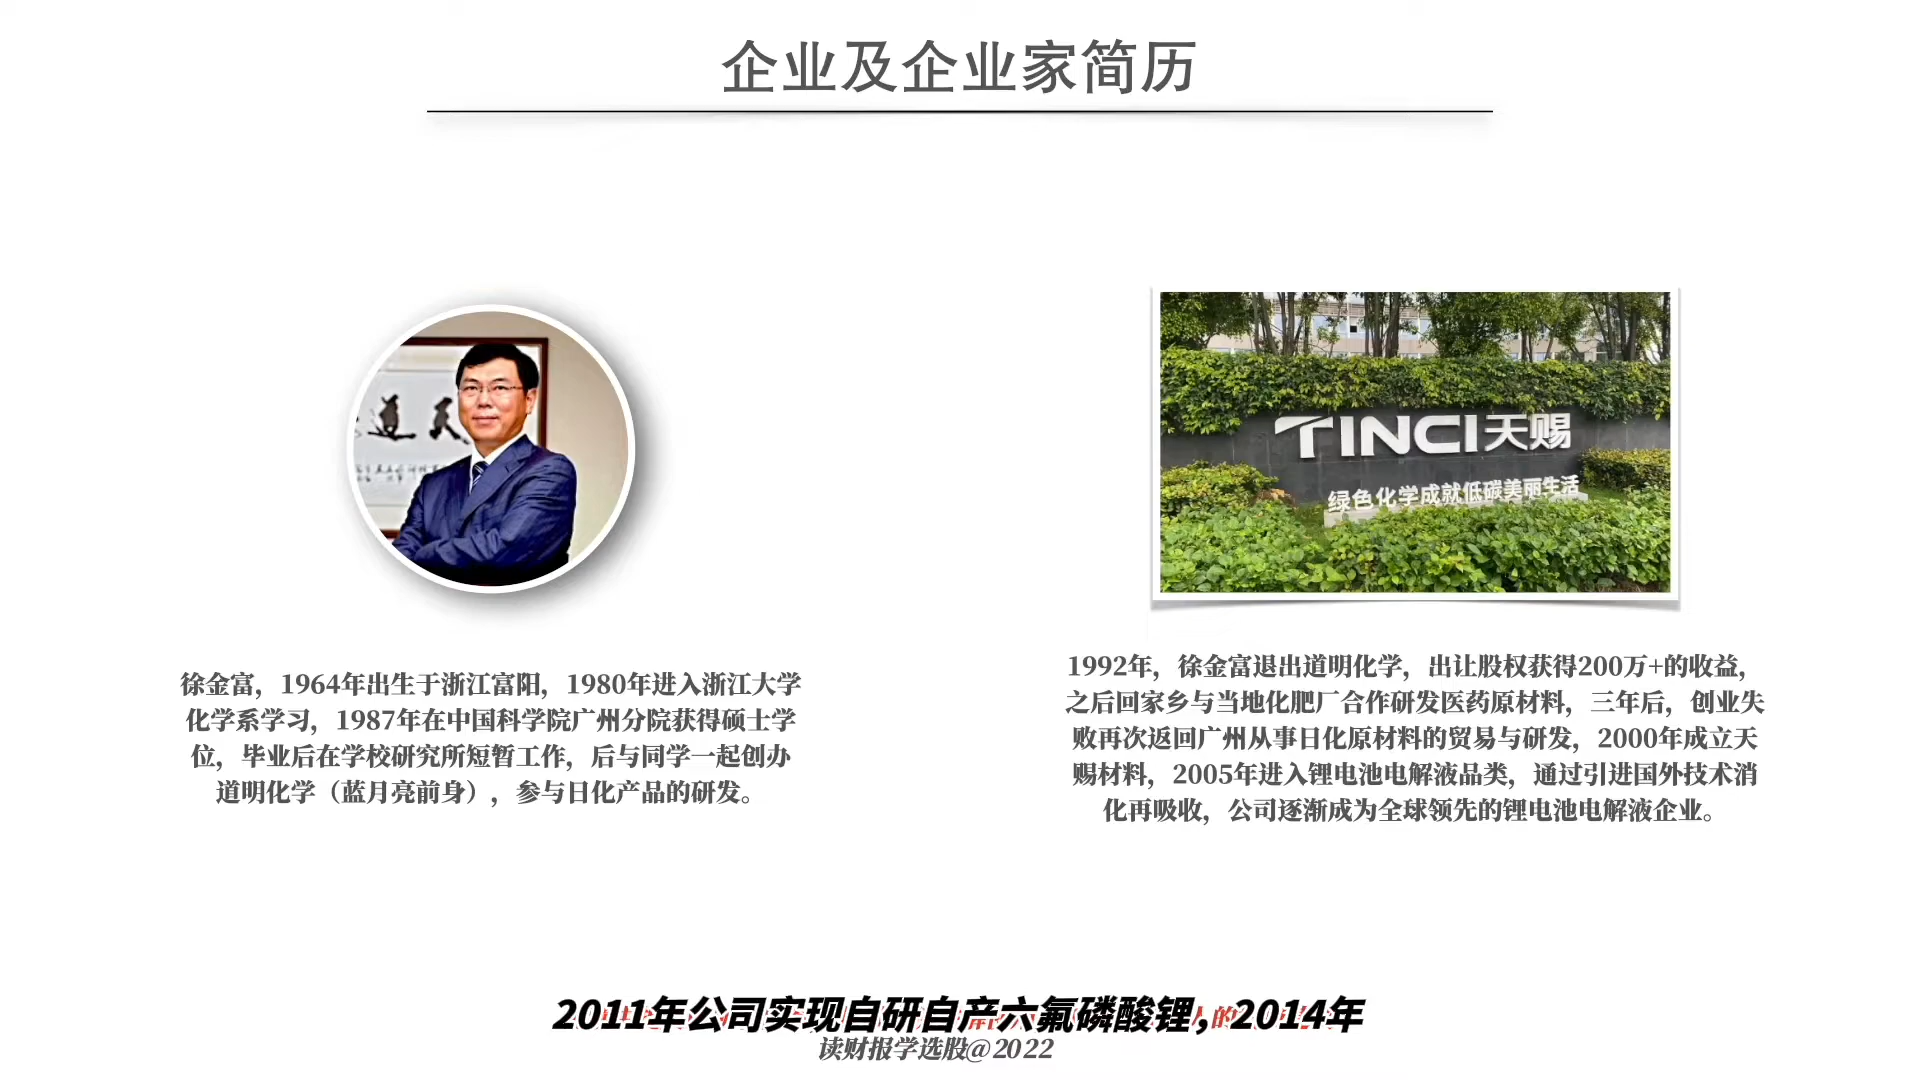 企业及企业家简历
天道
TINCI天赐
绿色化学成就低碳美丽生活
徐金富，1964年出生于浙江富阳，1980年进入浙江大学
化学系学习，1987年在中国科学院广州分院获得硕士学
位，毕业后在学校研究所短暂工作，后与同学一起创办
道明化学（蓝月亮前身），参与日化产品的研发。
1992年，徐金富退出道明化学，出让股权获得200万+的收益，
之后回家乡与当地化肥厂合作研发医药原材料，三年后，创业失
败再次返回广州从事日化原材料的贸易与研发，2000年成立天
赐材料，2005年进入锂电池电解液品类，通过引进国外技术消
化再吸收，公司逐渐成为全球领先的锂电池电解液企业。
2011年公司实现自研自产六氟磷酸锂，2014年
读财报学选股@2022